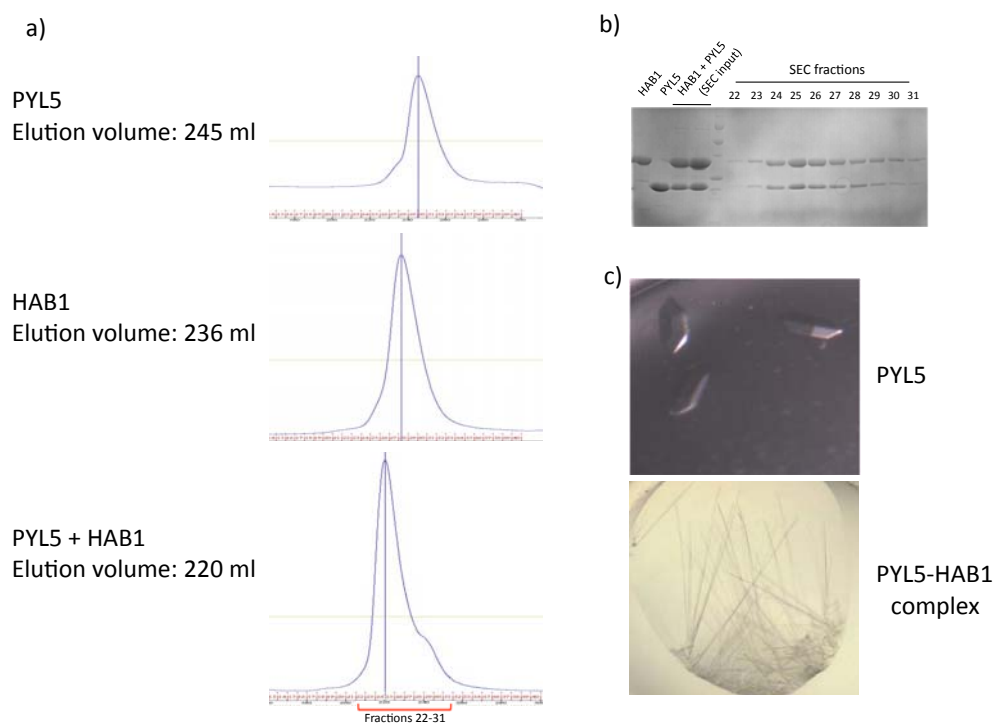 a)
PYL5
Elution volume: 245 ml
HAB1
Elution volume: 236 ml
PYL5 + HAB1
Elution volume: 220 ml
Fractions 22-31
b)
HAB1
PYL5
HAB1 + PYL5
(SEC input)
SEC fractions
22 23 24 25 26 27 28 29 30 31
c)
PYL5
PYL5-HAB1
complex